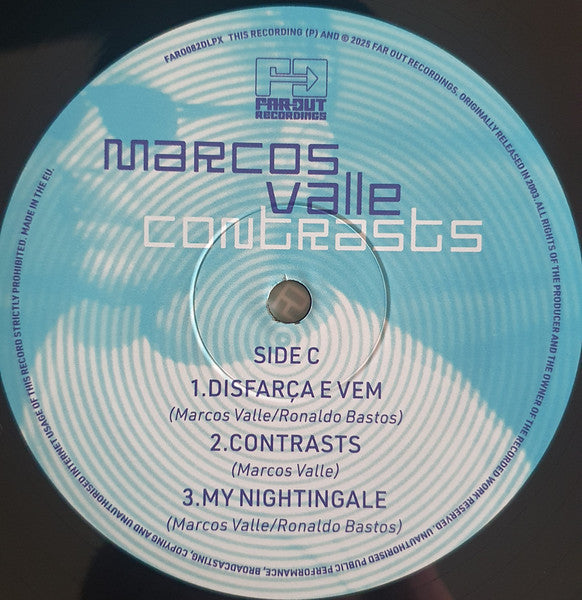 FARO082DLPX THIS RECORDING (P) AND © 2025 FAR OUT RECORDINGS. ORIGINALLY RELEASED IN 2003. ALL RIGHTS OF THE PRODUCER AND THE OWNER OF THE RECORDED WORK RESERVED. UNAUTHORISED PUBLIC PERFORMANCE, BROADCASTING, COPYING AND UNAUTHORISED INTERNET USAGE OF THIS RECORD STRICTLY PROHIBITED. MADE IN THE EU.
FAR OUT
RECORDINGS
MARCOS
VALLE
CONTRASTS
SIDE C
1.DISFARÇA E VEM
(Marcos Valle/Ronaldo Bastos)
2.CONTRASTS
(Marcos Valle)
3.MY NIGHTINGALE
(Marcos Valle/Ronaldo Bastos)